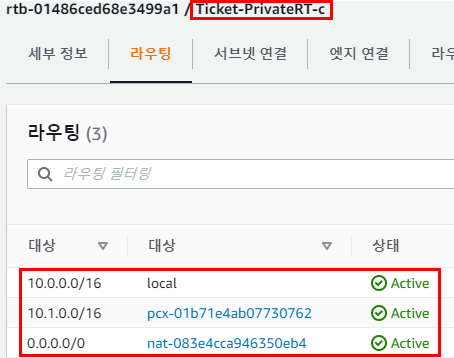 rtb-01486ced68e3499a1 / Ticket-PrivateRT-c
세부 정보 라우팅 서브넷 연결 엣지 연결 라우
라우팅 (3)
라우팅 필터링
대상 대상 상태
10.0.0.0/16 local Active
10.1.0.0/16 pcx-01b71e4ab07730762 Active
0.0.0.0/0 nat-083e4cca946350eb4 Active